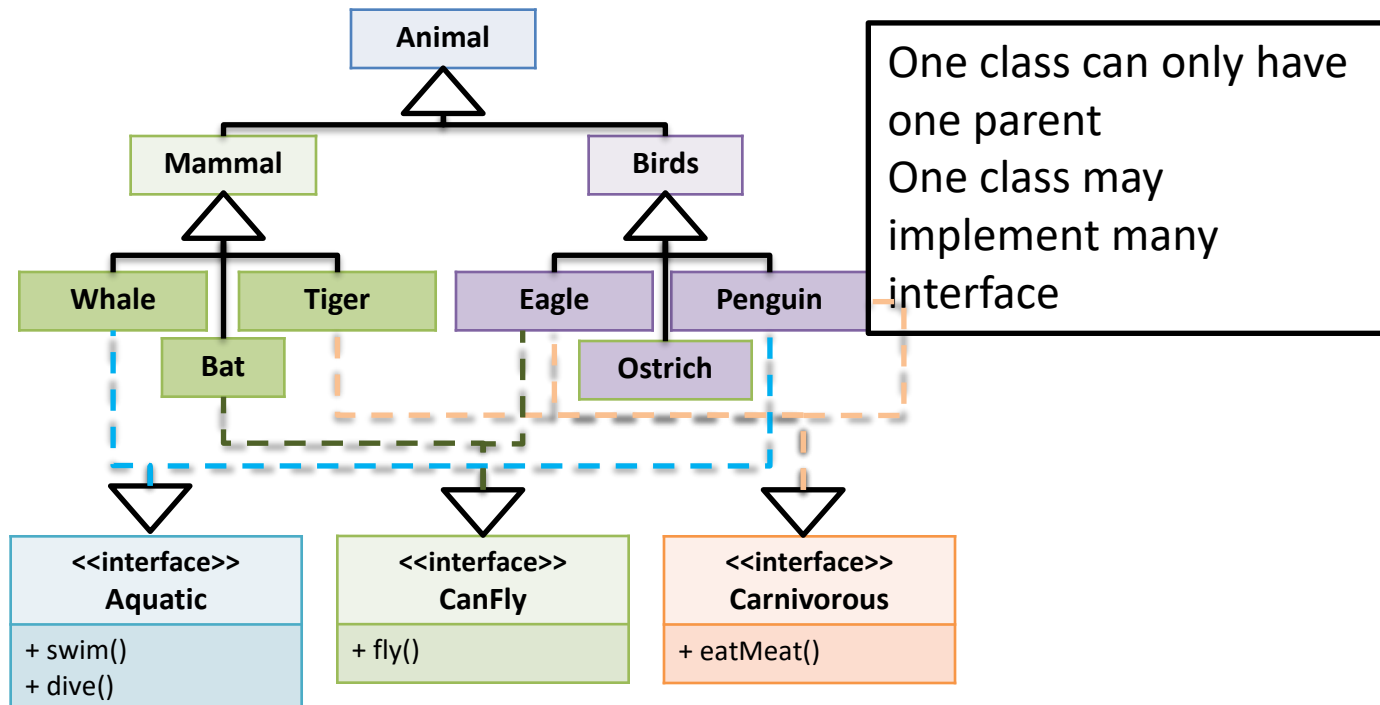 Animal
One class can only have
one parent
One class may
implement many
interface
Mammal
Birds
Whale
Tiger
Eagle
Penguin
Bat
Ostrich
<<interface>>
Aquatic
+ swim()
+ dive()
<<interface>>
CanFly
+ fly()
<<interface>>
Carnivorous
+ eatMeat()